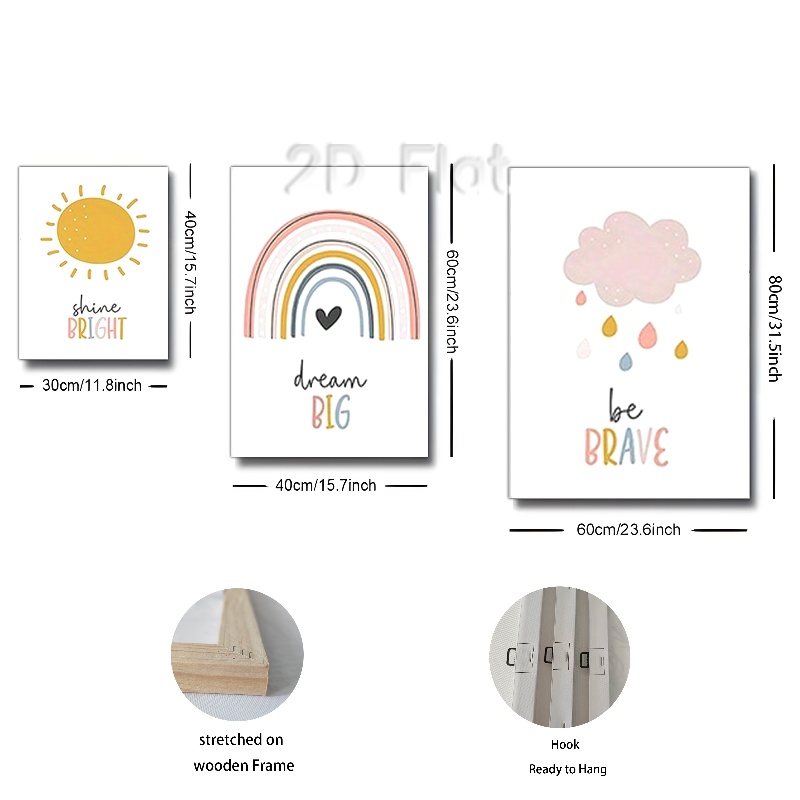 2D Flat
shine
BRIGHT
40cm/15.7inch
30cm/11.8inch
dream
BIG
60cm/23.6inch
40cm/15.7inch
be
BRAVE
80cm/31.5inch
60cm/23.6inch
stretched on
wooden Frame
Hook
Ready to Hang